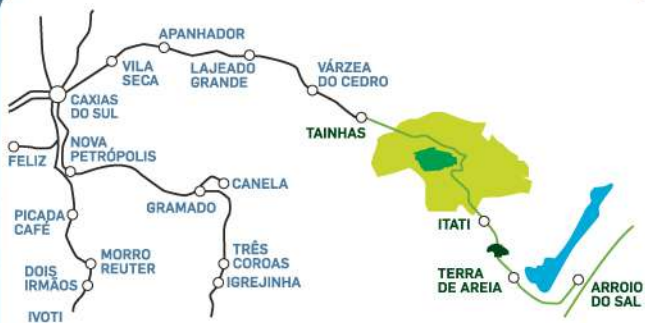 APANHADOR
VILA
SECA
LAJEADO
GRANDE
VÁRZEA
DO CEDRO
CAXIAS
DO SUL
TAINHAS
NOVA
PETRÓPOLIS
FELIZ
CANELA
GRAMADO
PICADA
CAFÉ
ITATI
MORRO
REUTER
TRÊS
COROAS
DOIS
IRMÃOS
IGREJINHA
TERRA
DE AREIA
ARROIO
DO SAL
IVOTI